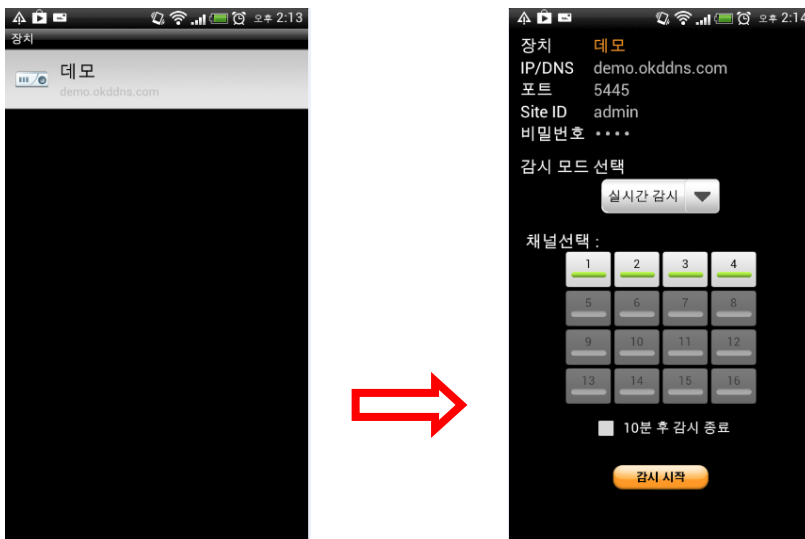 오후 2:13
장치
데모
demo.okddns.com
오후 2:14
장치 데모
IP/DNS demo.okddns.com
포트 5445
Site ID admin
비밀번호 ••••
감시 모드 선택
실시간 감시
채널선택 :
1 2 3 4
5 6 7 8
9 10 11 12
13 14 15 16
10분 후 감시 종료
감시 시작